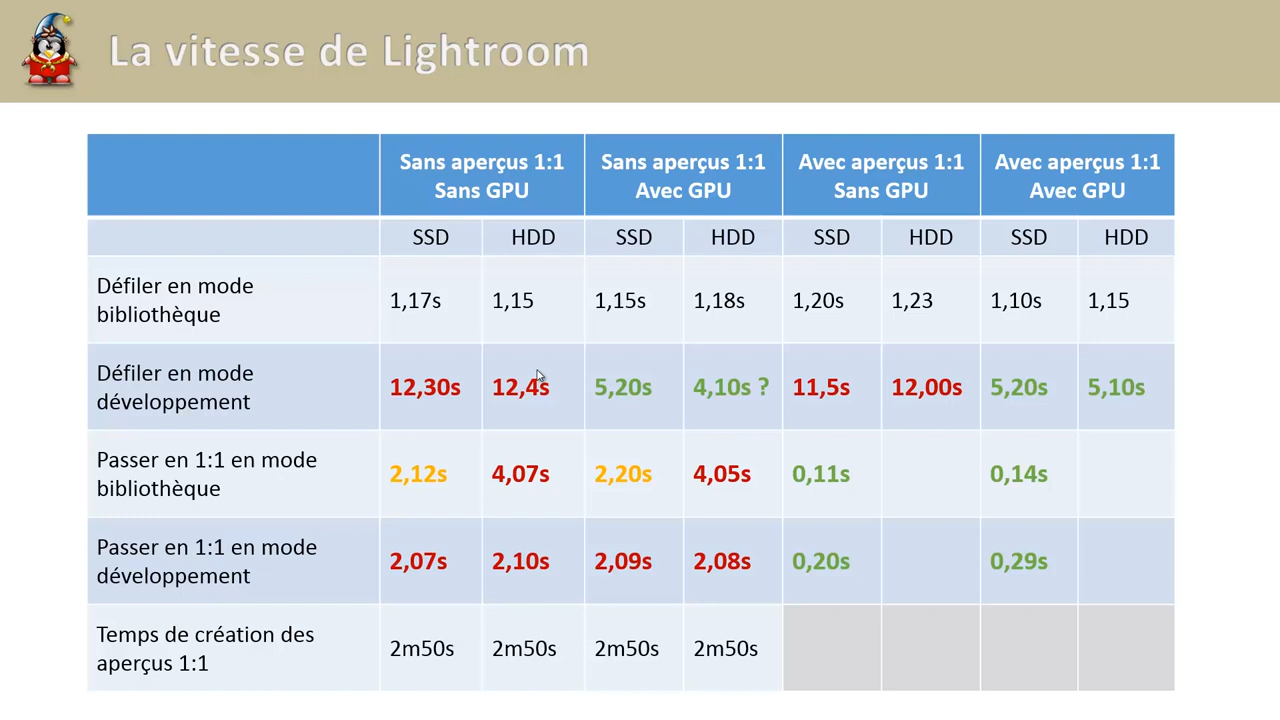 La vitesse de Lightroom
Sans aperçus 1:1 Sans aperçus 1:1 Avec aperçus 1:1 Avec aperçus 1:1
Sans GPU Avec GPU Sans GPU Avec GPU
SSD HDD SSD HDD SSD HDD SSD HDD
Défiler en mode
bibliothèque
1,17s 1,15 1,15s 1,18s 1,20s 1,23 1,10s 1,15
Défiler en mode
développement
12,30s 12,4s 5,20s 4,10s ? 11,5s 12,00s 5,20s 5,10s
Passer en 1:1 en mode
bibliothèque
2,12s 4,07s 2,20s 4,05s 0,11s 0,14s
Passer en 1:1 en mode
développement
2,07s 2,10s 2,09s 2,08s 0,20s 0,29s
Temps de création des
aperçus 1:1
2m50s 2m50s 2m50s 2m50s